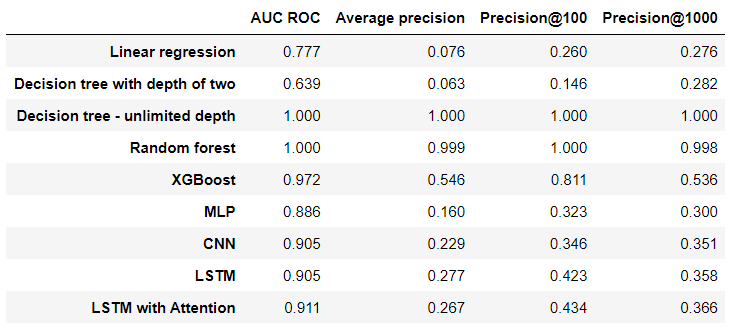 AUC ROC Average precision Precision@100 Precision@1000
Linear regression 0.777 0.076 0.260 0.276
Decision tree with depth of two 0.639 0.063 0.146 0.282
Decision tree - unlimited depth 1.000 1.000 1.000 1.000
Random forest 1.000 0.999 1.000 0.998
XGBoost 0.972 0.546 0.811 0.536
MLP 0.886 0.160 0.323 0.300
CNN 0.905 0.229 0.346 0.351
LSTM 0.905 0.277 0.423 0.358
LSTM with Attention 0.911 0.267 0.434 0.366